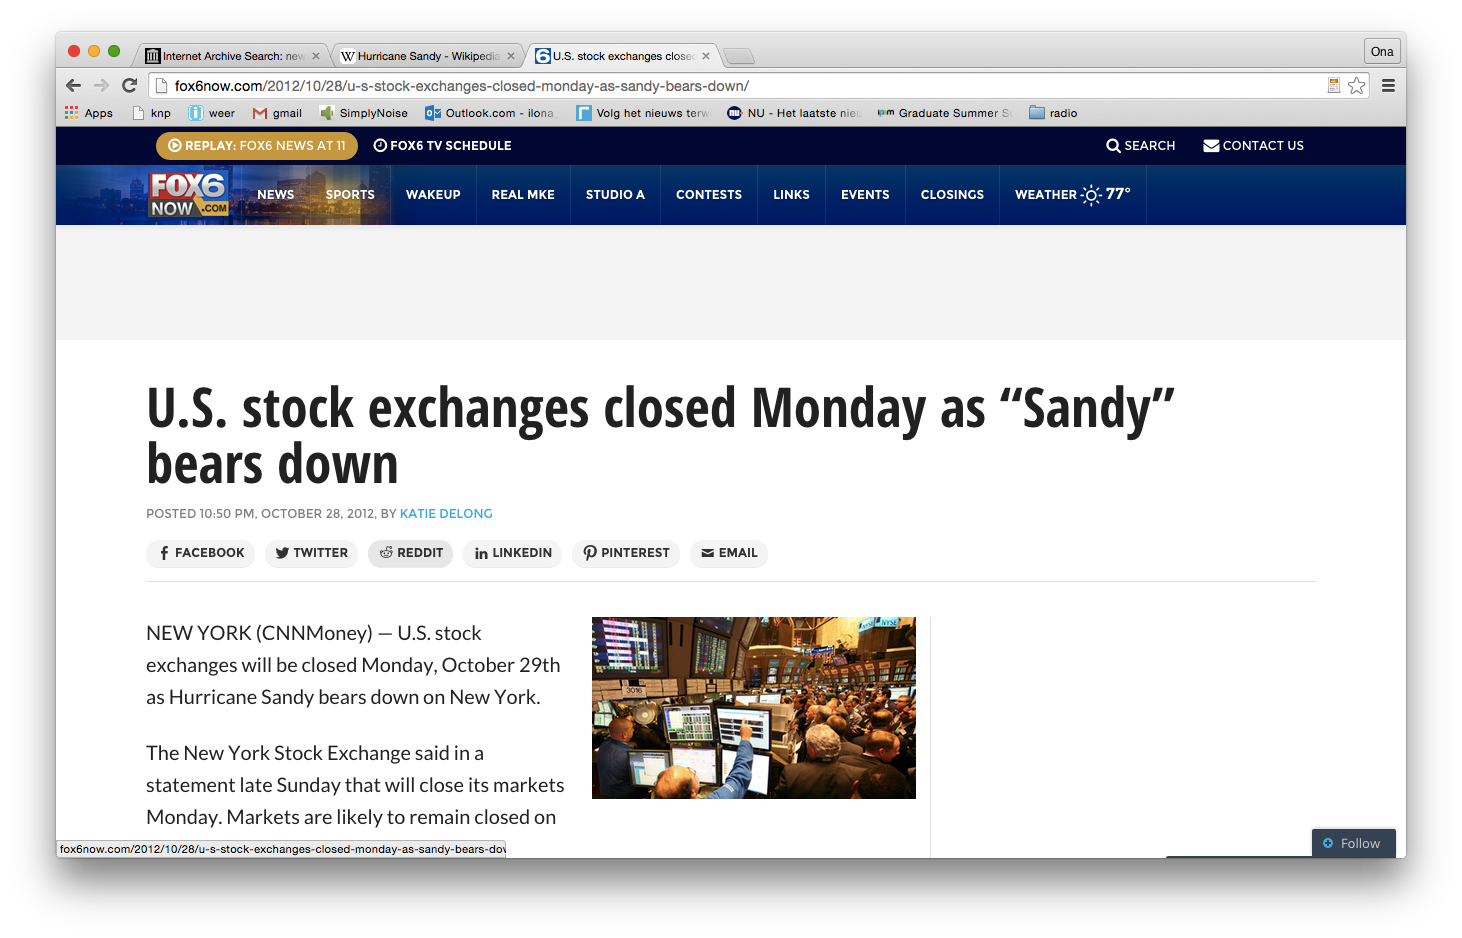 Internet Archive Search: new
Hurricane Sandy - Wikipedia
U.S. stock exchanges closed
Ona
fox6now.com/2012/10/28/u-s-stock-exchanges-closed-monday-as-sandy-bears-down/
Apps knp weer gmail SimplyNoise Outlook.com - ilona Volg het nieuws terw NU - Het laatste nieu Graduate Summer Sc radio
REPLAY: FOX6 NEWS AT 11 FOX6 TV SCHEDULE SEARCH CONTACT US
FOX6 NOW .COM NEWS SPORTS WAKEUP REAL MKE STUDIO A CONTESTS LINKS EVENTS CLOSINGS WEATHER 77°
U.S. stock exchanges closed Monday as “Sandy”
bears down
POSTED 10:50 PM, OCTOBER 28, 2012, BY KATIE DELONG
FACEBOOK TWITTER REDDIT LINKEDIN PINTEREST EMAIL
NEW YORK (CNNMoney) — U.S. stock
exchanges will be closed Monday, October 29th
as Hurricane Sandy bears down on New York.
The New York Stock Exchange said in a
statement late Sunday that will close its markets
Monday. Markets are likely to remain closed on
NYSE
NYSE
3016
fox6now.com/2012/10/28/u-s-stock-exchanges-closed-monday-as-sandy-bears-dow
Follow